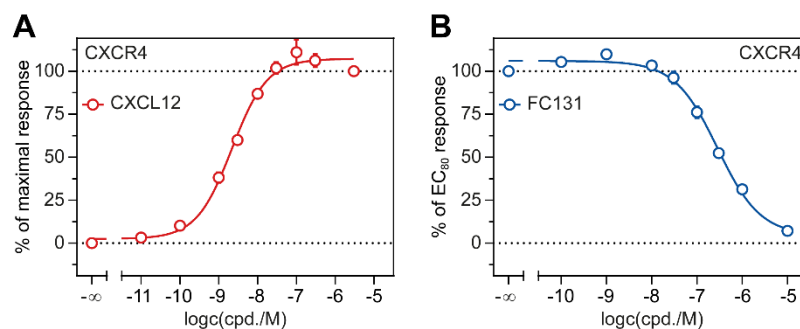 A
CXCR4
CXCL12
% of maximal response
100
75
50
25
0
-∞ -11 -10 -9 -8 -7 -6 -5
logc(cpd./M)
B
CXCR4
FC131
% of EC₈₀ response
100
75
50
25
0
-∞ -10 -9 -8 -7 -6 -5
logc(cpd./M)